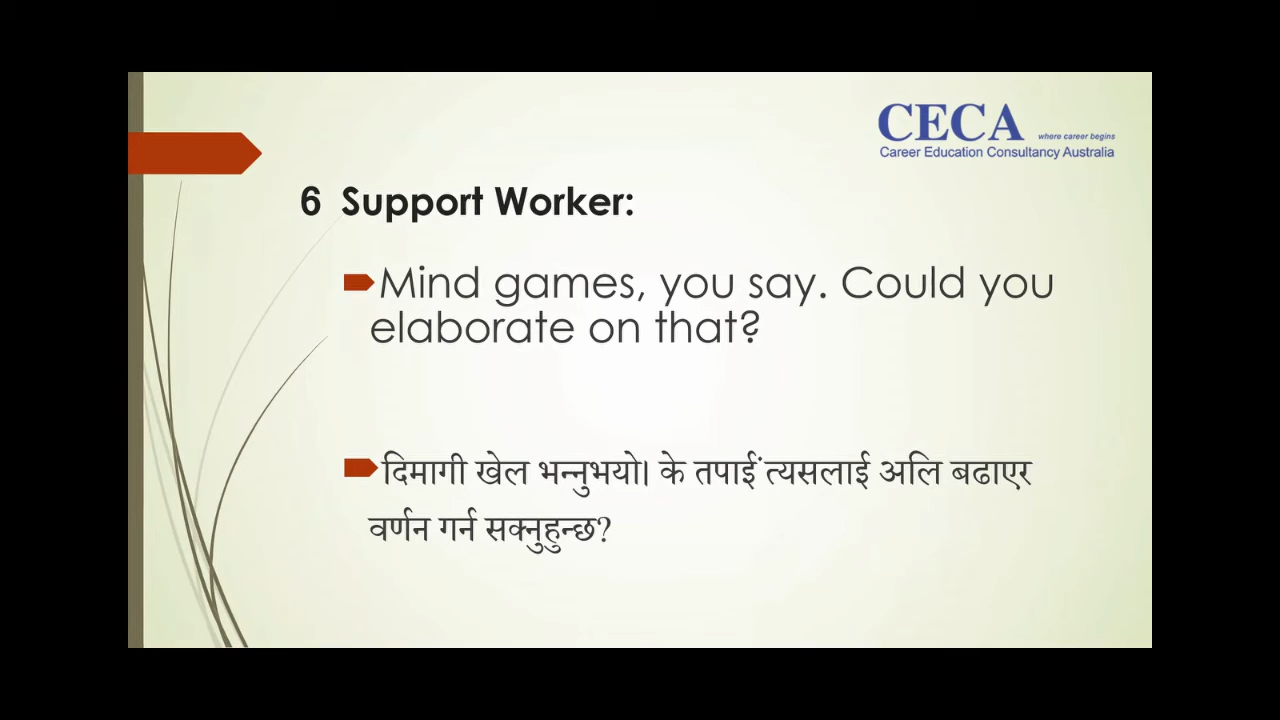 CECA where career begins
Career Education Consultancy Australia
6 Support Worker:
Mind games, you say. Could you
elaborate on that?
दिमागी खेल भन्नुभयो। के तपाईं त्यसलाई अलि बढाएर
वर्णन गर्न सक्नुहुन्छ?